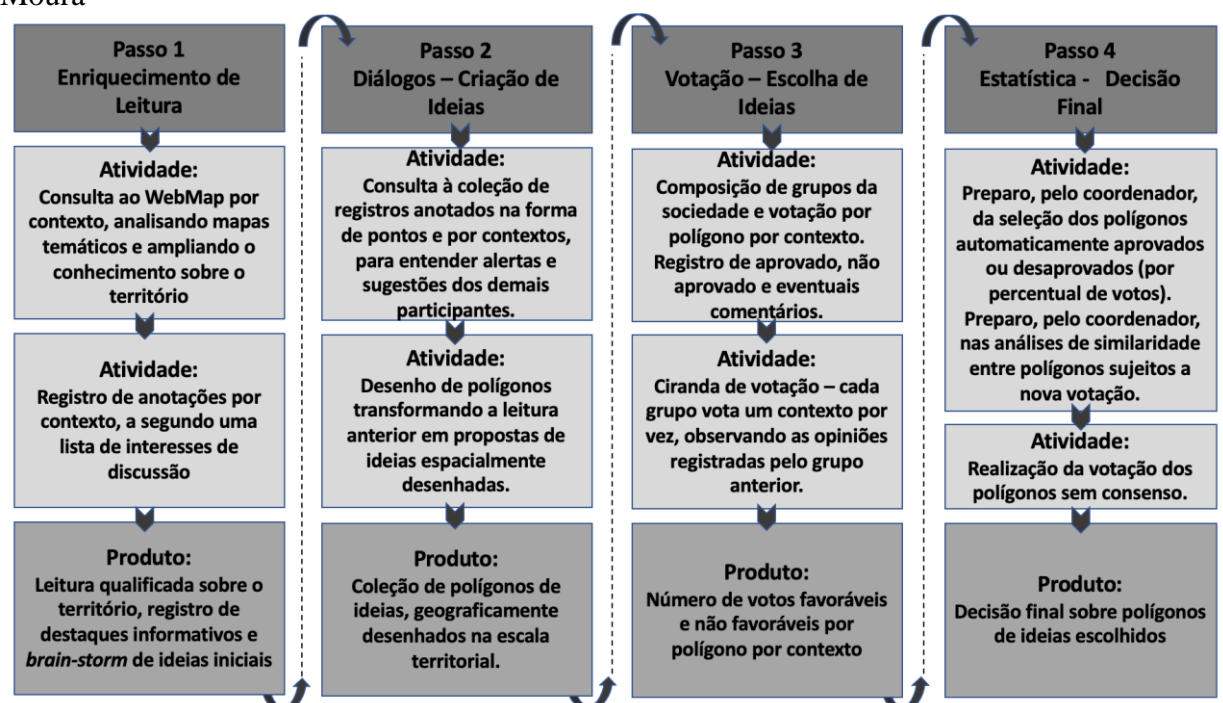 Moura
Passo 1
Enriquecimento de
Leitura
Atividade:
Consulta ao WebMap por
contexto, analisando mapas
temáticos e ampliando o
conhecimento sobre o
território
Atividade:
Registro de anotações por
contexto, a segundo uma
lista de interesses de
discussão
Produto:
Leitura qualificada sobre o
território, registro de
destaques informativos e
brain-storm de ideias iniciais
Passo 2
Diálogos – Criação de
Ideias
Atividade:
Consulta à coleção de
registros anotados na forma
de pontos e por contextos,
para entender alertas e
sugestões dos demais
participantes.
Atividade:
Desenho de polígonos
transformando a leitura
anterior em propostas de
ideias espacialmente
desenhadas.
Produto:
Coleção de polígonos de
ideias, geograficamente
desenhados na escala
territorial.
Passo 3
Votação – Escolha de
Ideias
Atividade:
Composição de grupos da
sociedade e votação por
polígono por contexto.
Registro de aprovado, não
aprovado e eventuais
comentários.
Atividade:
Ciranda de votação – cada
grupo vota um contexto por
vez, observando as opiniões
registradas pelo grupo
anterior.
Produto:
Número de votos favoráveis
e não favoráveis por
polígono por contexto
Passo 4
Estatística - Decisão
Final
Atividade:
Preparo, pelo coordenador,
da seleção dos polígonos
automaticamente aprovados
ou desaprovados (por
percentual de votos).
Preparo, pelo coordenador,
nas análises de similaridade
entre polígonos sujeitos a
nova votação.
Atividade:
Realização da votação dos
polígonos sem consenso.
Produto:
Decisão final sobre polígonos
de ideias escolhidos